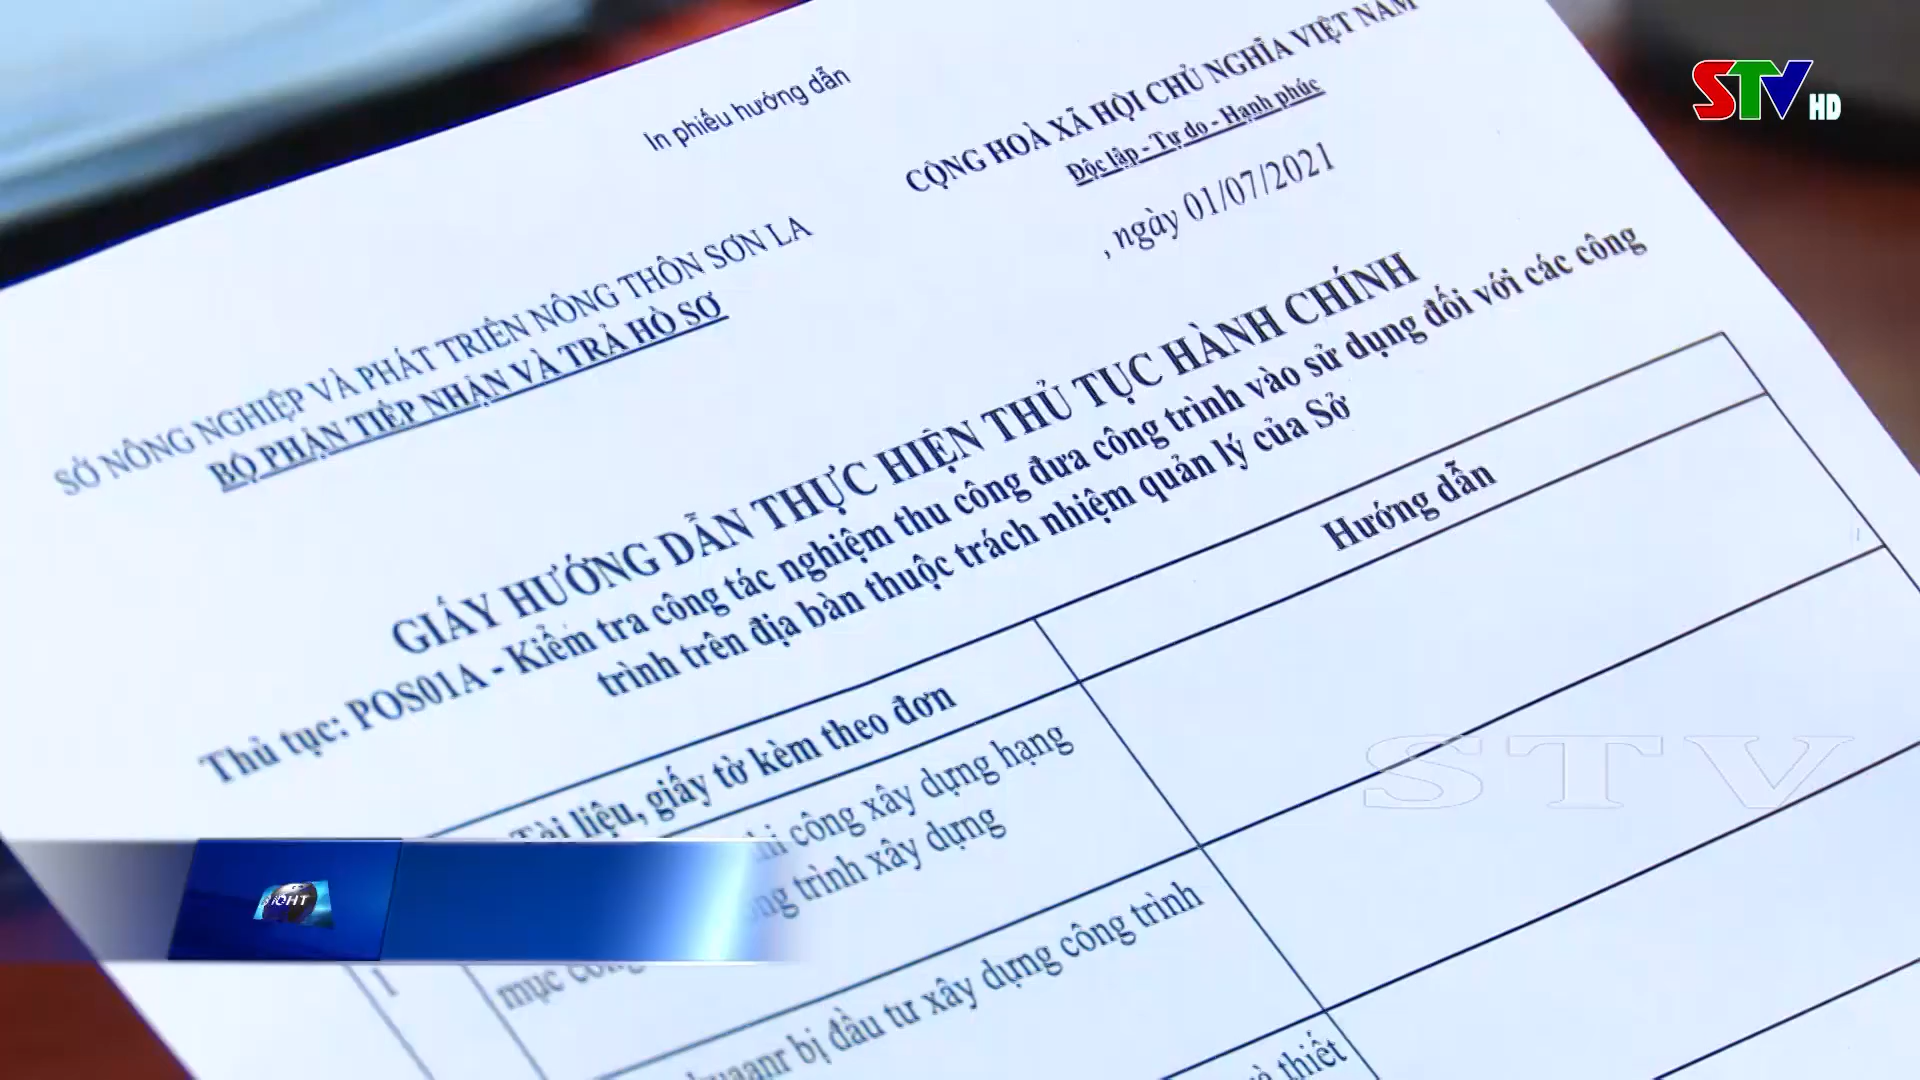 STV HD
In phiếu hướng dẫn
CỘNG HOÀ XÃ HỘI CHỦ NGHĨA VIỆT NAM
Độc lập - Tự do - Hạnh phúc
, ngày 01/07/2021
SỞ NÔNG NGHIỆP VÀ PHÁT TRIỂN NÔNG THÔN SƠN LA
BỘ PHẬN TIẾP NHẬN VÀ TRẢ HỒ SƠ
GIẤY HƯỚNG DẪN THỰC HIỆN THỦ TỤC HÀNH CHÍNH
Thủ tục: POS01A - Kiểm tra công tác nghiệm thu công đưa công trình vào sử dụng đối với các công
trình trên địa bàn thuộc trách nhiệm quản lý của Sở
Tài liệu, giấy tờ kèm theo đơn
Hướng dẫn
1
công xây dựng hạng
mục
trình xây dựng
bị đầu tư xây dựng công trình
thiết
STV